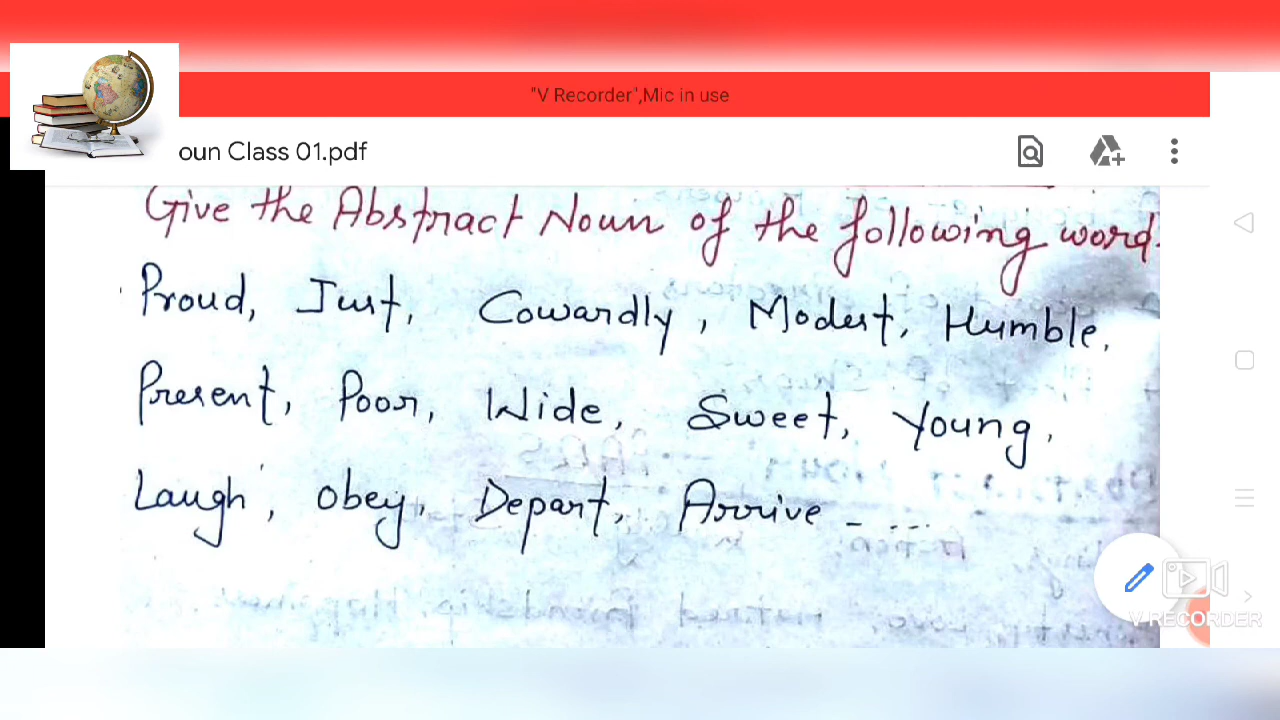 "V Recorder",Mic in use
oun Class 01.pdf
Give the Abstract Noun of the following word.
Proud, Just, Cowardly, Modest, Humble,
Present, Poor, Wide, Sweet, Young,
Laugh, Obey, Depart, Arrive - ...
V RECORDER